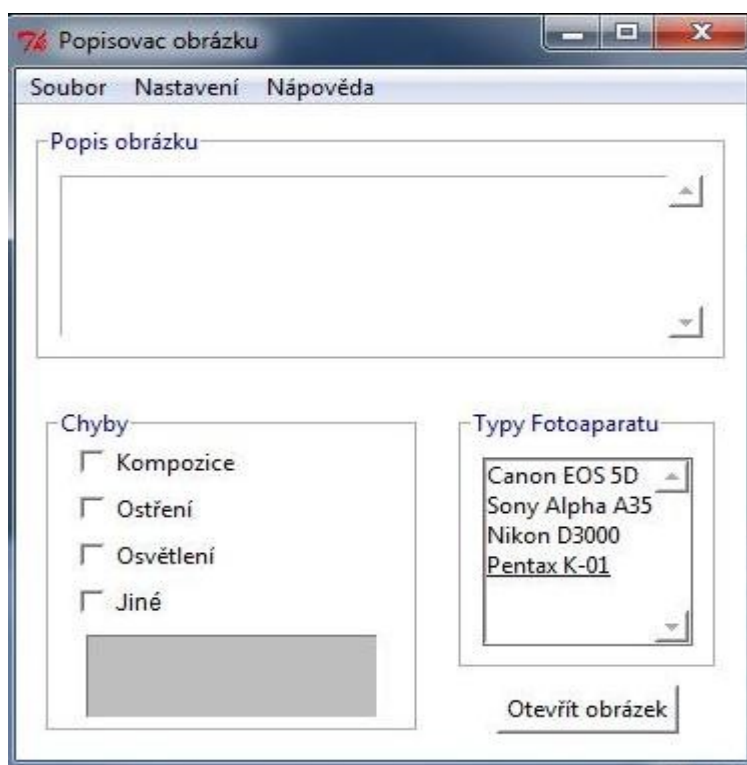 Popisovac obrázku
Soubor Nastavení Nápověda
Popis obrázku
Chyby
Kompozice
Ostření
Osvětlení
Jiné
Typy Fotoaparatu
Canon EOS 5D
Sony Alpha A35
Nikon D3000
Pentax K-01
Otevřít obrázek